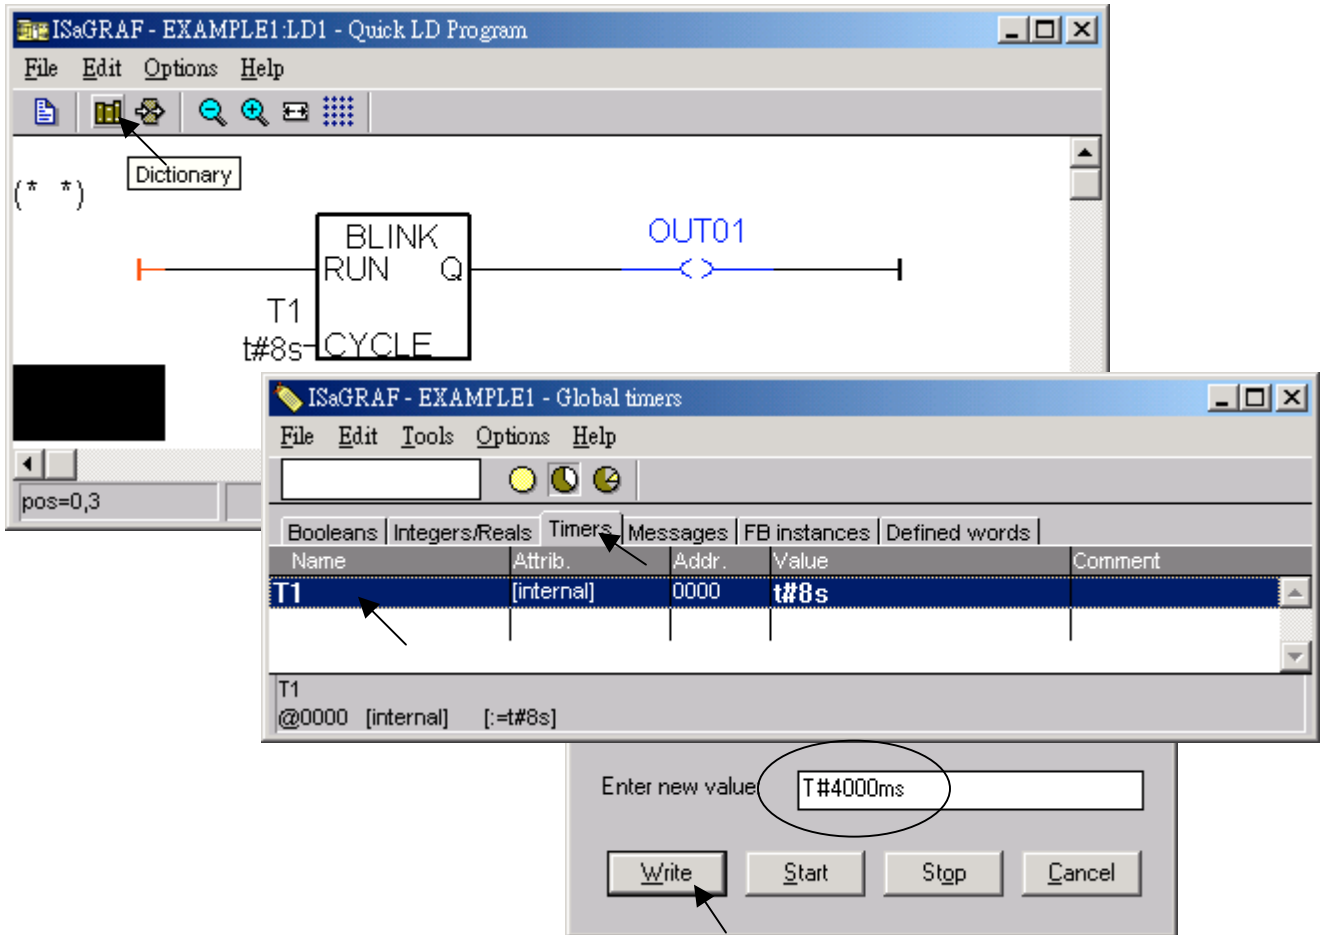 ISaGRAF - EXAMPLE1:LD1 - Quick LD Program
File Edit Options Help
Dictionary
(* *)
BLINK
OUT01
RUN Q
T1
t#8s CYCLE
pos=0,3
ISaGRAF - EXAMPLE1 - Global timers
File Edit Tools Options Help
Booleans Integers/Reals Timers Messages FB instances Defined words
Name Attrib. Addr. Value Comment
T1 [internal] 0000 t#8s
T1
@0000 [internal] [:=t#8s]
Enter new value T#4000ms
Write Start Stop Cancel